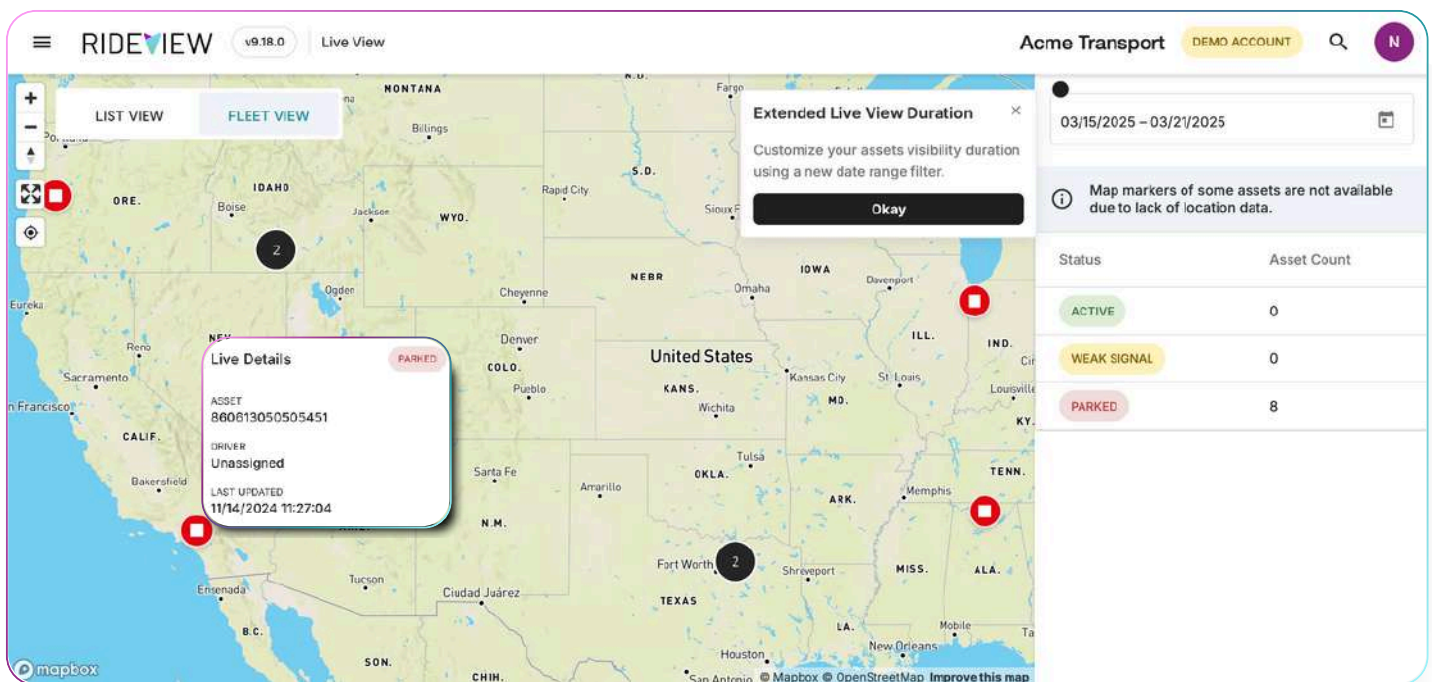 RIDEVIEW
v9.18.0
Live View
Acme Transport
DEMO ACCOUNT
N
LIST VIEW
FLEET VIEW
Extended Live View Duration
×
Customize your assets visibility duration
using a new date range filter.
Okay
03/15/2025 – 03/21/2025
Map markers of some assets are not available
due to lack of location data.
Status
Asset Count
ACTIVE
0
WEAK SIGNAL
0
PARKED
8
Live Details
PARKED
ASSET
860613050505451
DRIVER
Unassigned
LAST UPDATED
11/14/2024 11:27:04
MONTANA
Fargo
Billings
S.D.
IDAHO
Rapid City
ORE.
Boise
Jackson
WYO.
2
NEBR
IOWA
Ogden
Cheyenne
Omaha
Davenport
Eureka
Reno
Denver
ILL.
IND.
United States
COLO.
Sacramento
Pueblo
KANS.
Kansas City
St Louis
Louisville
n Francisco
Wichita
MO.
KY.
CALIF.
Tulsa
Bakersfield
Santa Fe
Amarillo
OKLA.
TENN.
ARK.
Memphis
N.M.
Fort Worth
2
Shreveport
MISS.
ALA.
Tucson
Ensenada
Ciudad Juárez
TEXAS
B.C.
LA.
Mobile
Ta
New Orleans
Houston
SON.
CHIH.
San Antonio
mapbox
© Mapbox © OpenStreetMap Improve this map